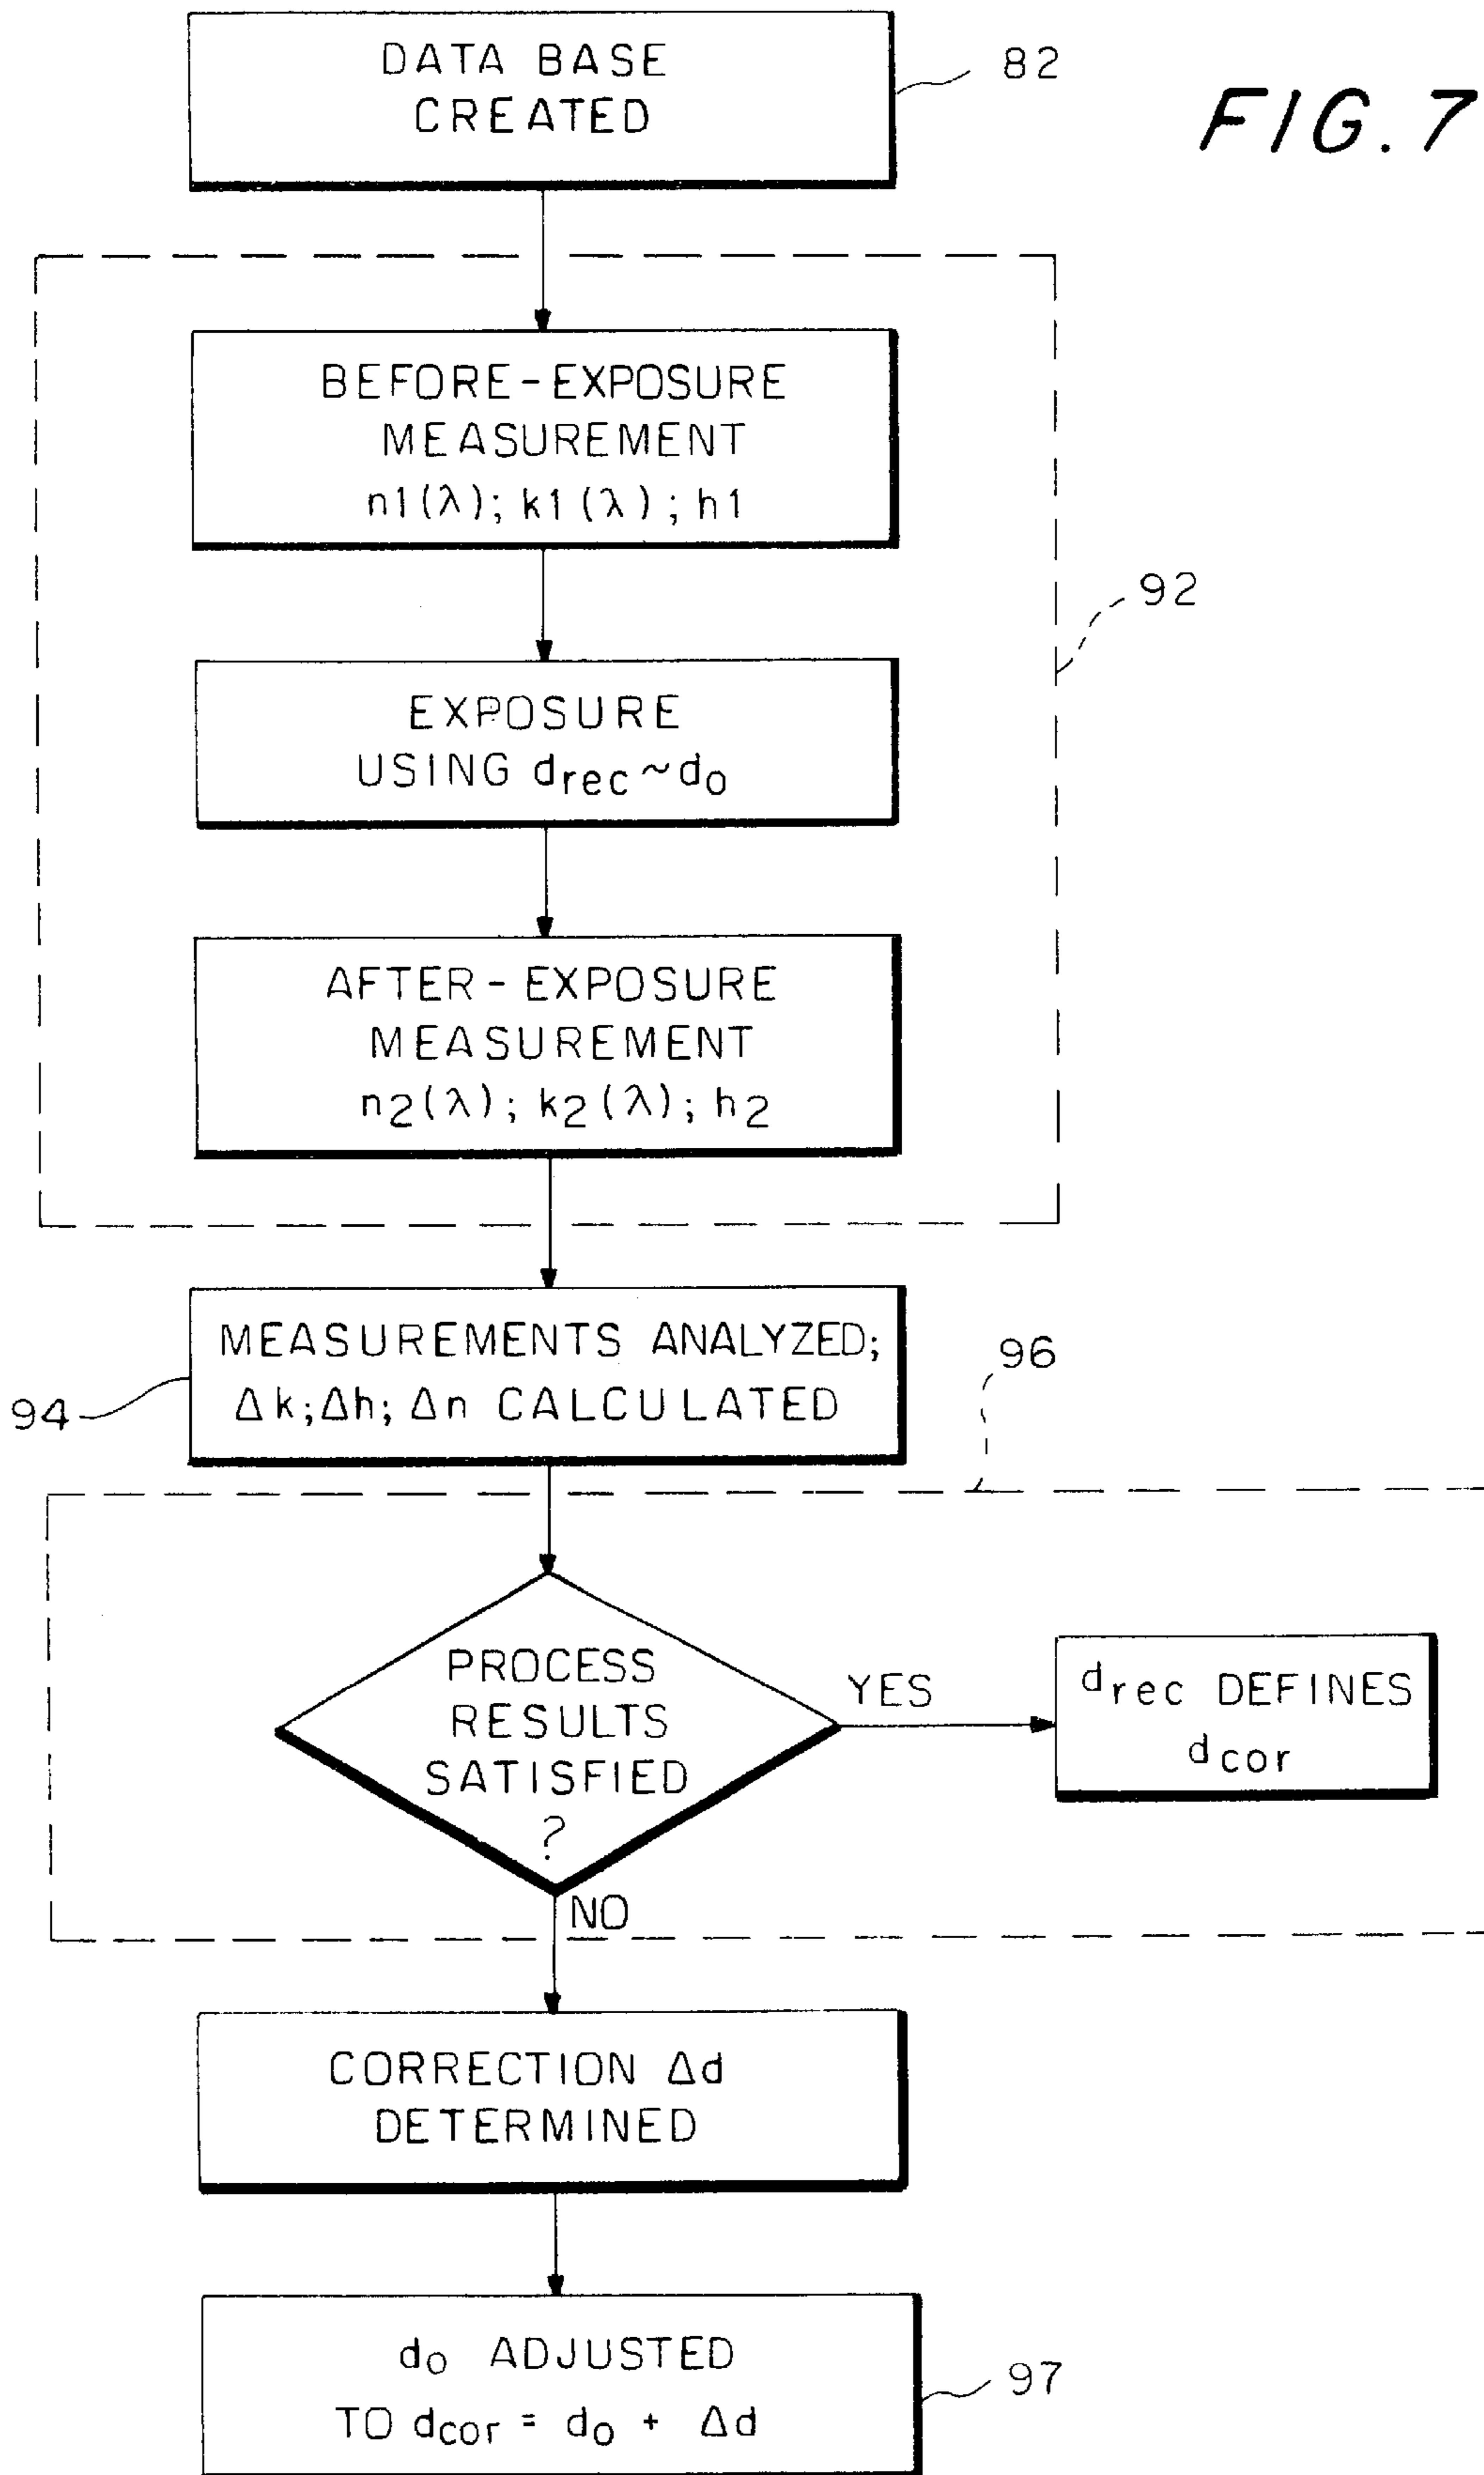 DATA BASE
CREATED
82
FIG. 7
BEFORE-EXPOSURE
MEASUREMENT
n1(λ); k1(λ); h1
92
EXPOSURE
USING drec~do
AFTER-EXPOSURE
MEASUREMENT
n2(λ); k2(λ); h2
MEASUREMENTS ANALYZED;
Δk;Δh; Δn CALCULATED
94
96
PROCESS
RESULTS
SATISFIED
?
YES
drec DEFINES
dcor
NO
CORRECTION Δd
DETERMINED
do ADJUSTED
TO dcor = do + Δd
97